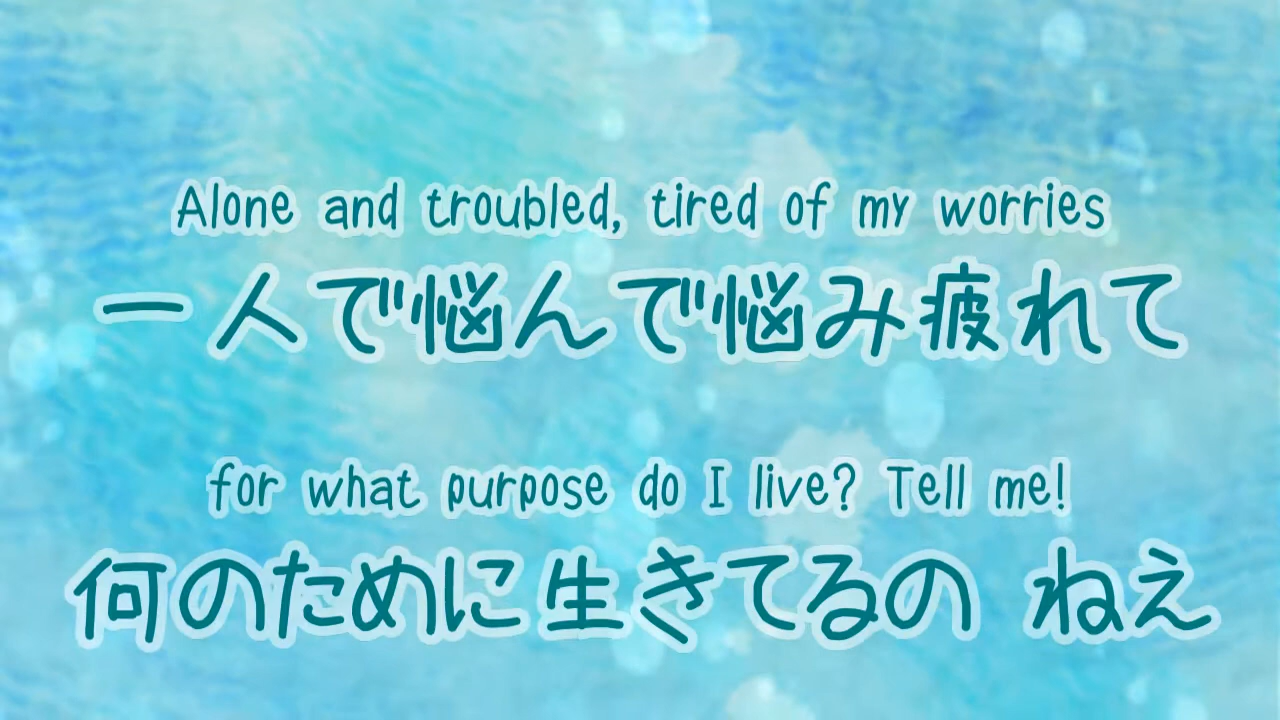 Alone and troubled, tired of my worries
一人で悩んで悩み疲れて
for what purpose do I live? Tell me!
何のために生きてるの ねえ